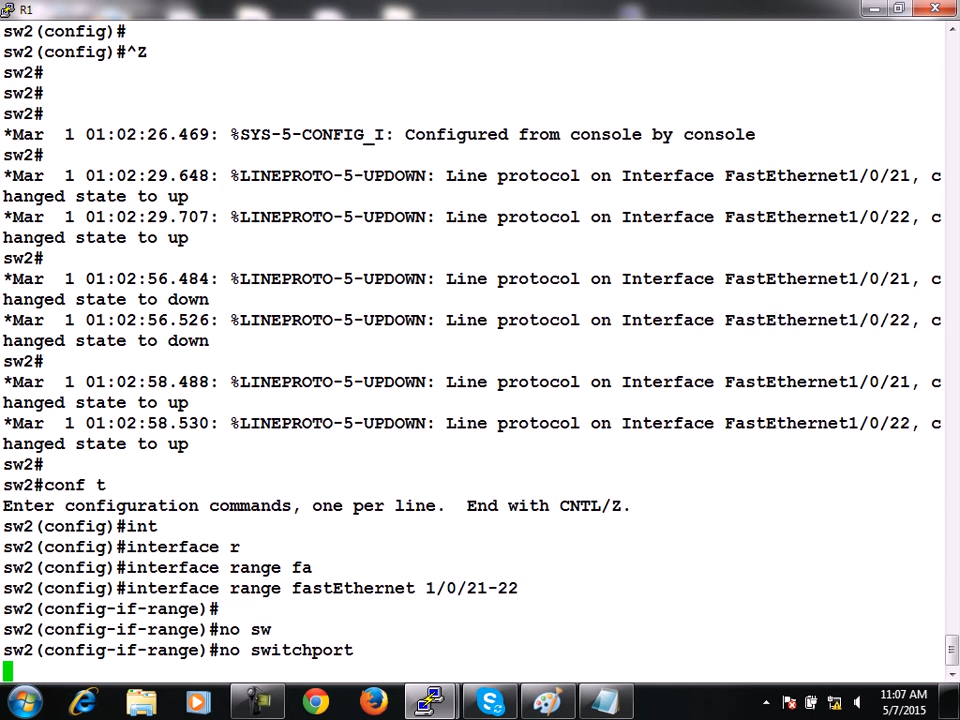 R1
sw2(config)#
sw2(config)#^Z
sw2#
sw2#
sw2#
*Mar  1 01:02:26.469: %SYS-5-CONFIG_I: Configured from console by console
sw2#
*Mar  1 01:02:29.648: %LINEPROTO-5-UPDOWN: Line protocol on Interface FastEthernet1/0/21, c
hanged state to up
*Mar  1 01:02:29.707: %LINEPROTO-5-UPDOWN: Line protocol on Interface FastEthernet1/0/22, c
hanged state to up
sw2#
*Mar  1 01:02:56.484: %LINEPROTO-5-UPDOWN: Line protocol on Interface FastEthernet1/0/21, c
hanged state to down
*Mar  1 01:02:56.526: %LINEPROTO-5-UPDOWN: Line protocol on Interface FastEthernet1/0/22, c
hanged state to down
sw2#
*Mar  1 01:02:58.488: %LINEPROTO-5-UPDOWN: Line protocol on Interface FastEthernet1/0/21, c
hanged state to up
*Mar  1 01:02:58.530: %LINEPROTO-5-UPDOWN: Line protocol on Interface FastEthernet1/0/22, c
hanged state to up
sw2#
sw2#conf t
Enter configuration commands, one per line.  End with CNTL/Z.
sw2(config)#int
sw2(config)#interface r
sw2(config)#interface range fa
sw2(config)#interface range fastEthernet 1/0/21-22
sw2(config-if-range)#
sw2(config-if-range)#no sw
sw2(config-if-range)#no switchport
11:07 AM
5/7/2015